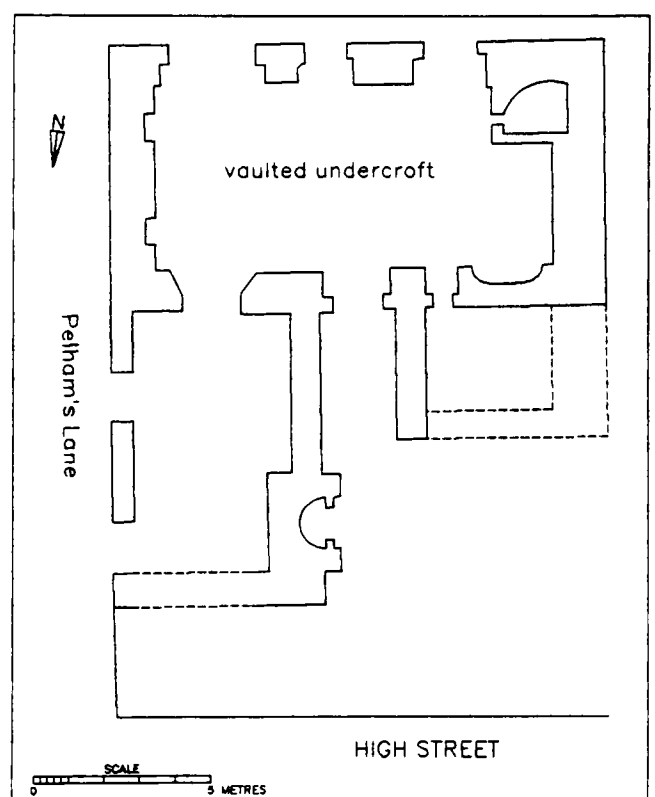 N
vaulted undercroft
Pelham's Lane
HIGH STREET
SCALE
0 5 METRES